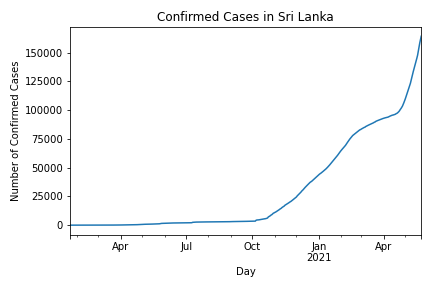 Confirmed Cases in Sri Lanka
Number of Confirmed Cases
150000
125000
100000
75000
50000
25000
0
Apr Jul Oct Jan Apr
2021
Day